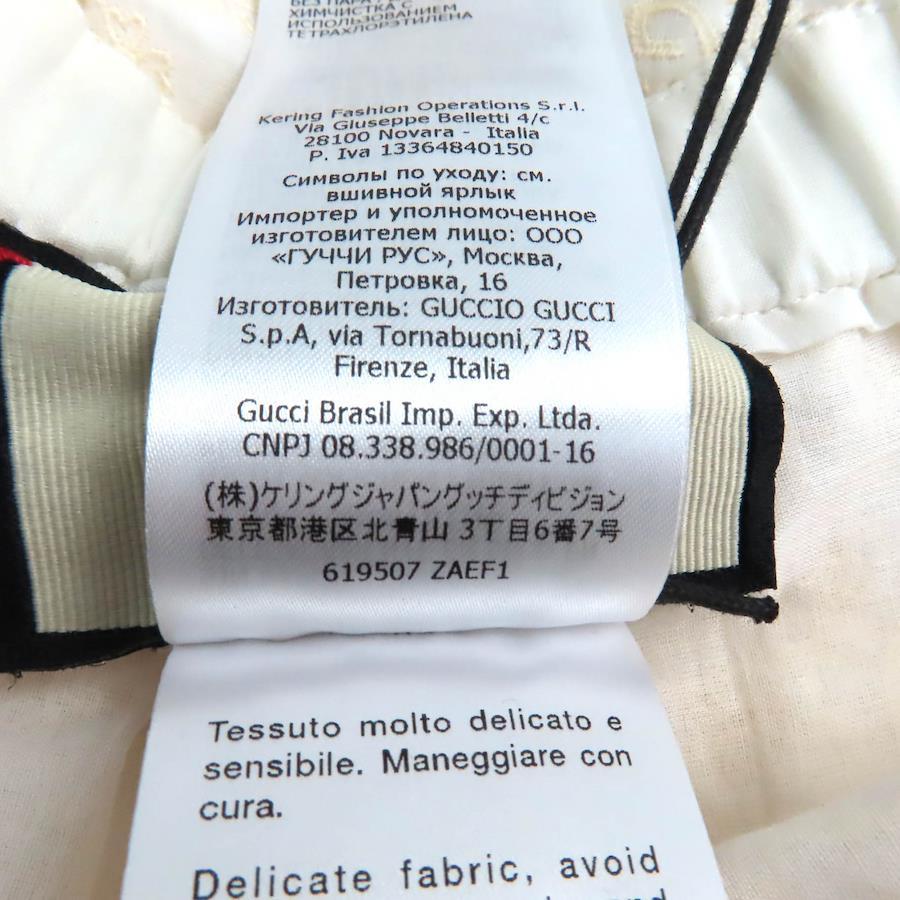 ХИМЧИСТКА С
ИСПОЛЬЗОВАНИЕМ
ТЕТРАХЛОРЭТИЛЕНА
Kering Fashion Operations S.r.l.
Via Giuseppe Belletti 4/c
28100 Novara - Italia
P. Iva 13364840150
Символы по уходу: см.
вшивной ярлык
Импортер и уполномоченное
изготовителем лицо: ООО
«ГУЧЧИ РУС», Москва,
Петровка, 16
Изготовитель: GUCCIO GUCCI
S.p.A, via Tornabuoni,73/R
Firenze, Italia
Gucci Brasil Imp. Exp. Ltda.
CNPJ 08.338.986/0001-16
(株)ケリングジャパングッチディビジョン
東京都港区北青山 3丁目6番7号
619507 ZAEF1
Tessuto molto delicato e
sensibile. Maneggiare con
cura.
Delicate fabric, avoid